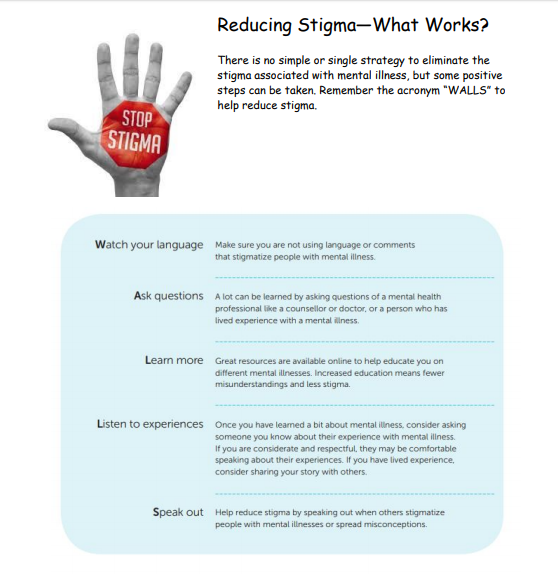 Reducing Stigma—What Works?
There is no simple or single strategy to eliminate the
stigma associated with mental illness, but some positive
steps can be taken. Remember the acronym “WALLS” to
help reduce stigma.
STOP
STIGMA
Watch your language
Make sure you are not using language or comments
that stigmatize people with mental illness.
Ask questions
A lot can be learned by asking questions of a mental health
professional like a counsellor or doctor, or a person who has
lived experience with a mental illness.
Learn more
Great resources are available online to help educate you on
different mental illnesses. Increased education means fewer
misunderstandings and less stigma.
Listen to experiences
Once you have learned a bit about mental illness, consider asking
someone you know about their experience with mental illness.
If you are considerate and respectful, they may be comfortable
speaking about their experiences. If you have lived experience,
consider sharing your story with others.
Speak out
Help reduce stigma by speaking out when others stigmatize
people with mental illnesses or spread misconceptions.